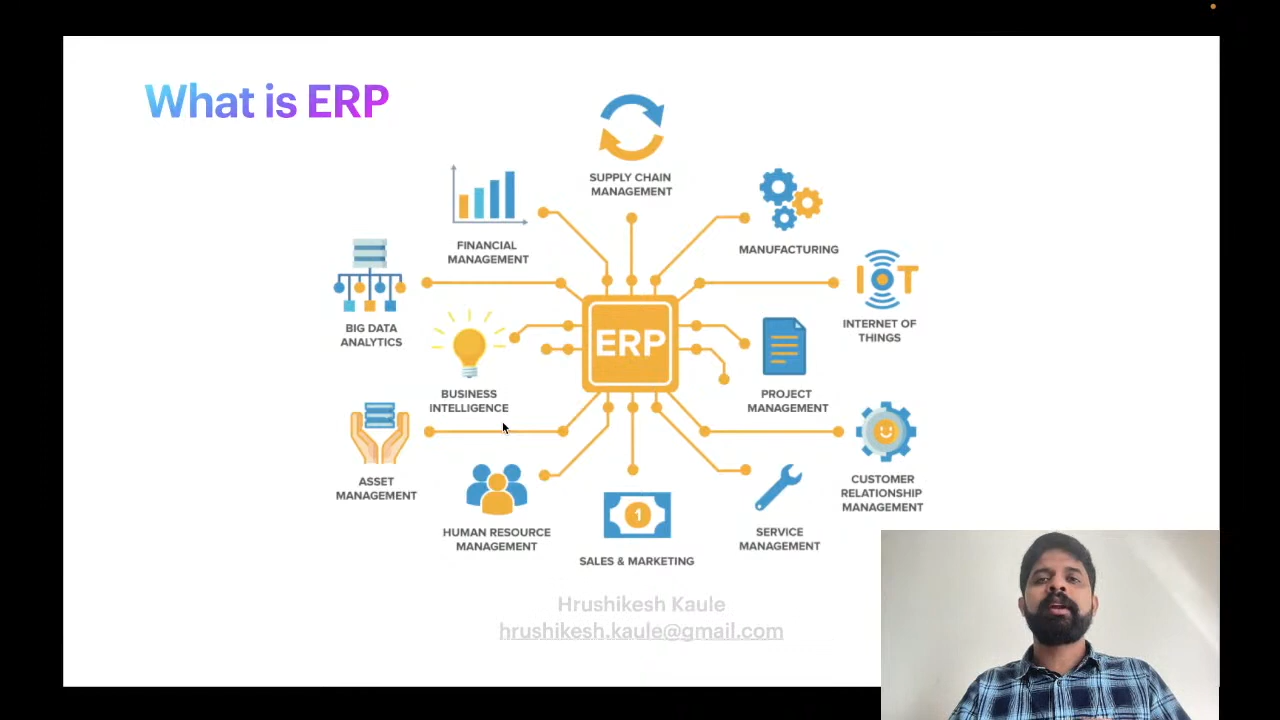 What is ERP
SUPPLY CHAIN
MANAGEMENT
FINANCIAL
MANAGEMENT
MANUFACTURING
BIG DATA
ANALYTICS
IOT
INTERNET OF
THINGS
ERP
BUSINESS
INTELLIGENCE
PROJECT
MANAGEMENT
ASSET
MANAGEMENT
CUSTOMER
RELATIONSHIP
MANAGEMENT
HUMAN RESOURCE
MANAGEMENT
1
SALES & MARKETING
SERVICE
MANAGEMENT
Hrushikesh Kaule
hrushikesh.kaule@gmail.com